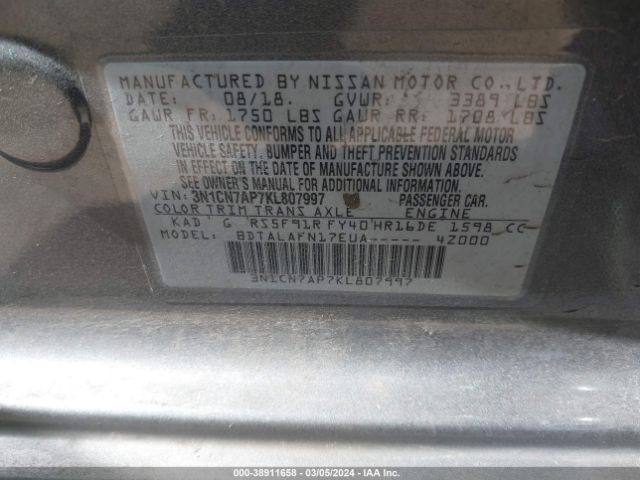 MANUFACTURED BY NISSAN MOTOR CO., LTD.
DATE: 08/18. GVWR: 3389 LBS
GAWR FR: 1750 LBS GAWR RR: 1708 LBS
THIS VEHICLE CONFORMS TO ALL APPLICABLE FEDERAL MOTOR
VEHICLE SAFETY, BUMPER AND THEFT PREVENTION STANDARDS
IN EFFECT ON THE DATE OF MANUFACTURE SHOWN ABOVE.
SEE OWNER'S MANUAL FOR ADDITIONAL INFORMATION.
VIN: 3N1CN7AP7KL807997 PASSENGER CAR.
COLOR TRIM TRANS AXLE ENGINE
KAD G RS5F91R FY40 HR16DE 1598 CC
MODEL: BDTALAFN17EUA----- 4Z000
3N1CN7AP7KL807997
000-38911658 - 03/05/2024 - IAA Inc.